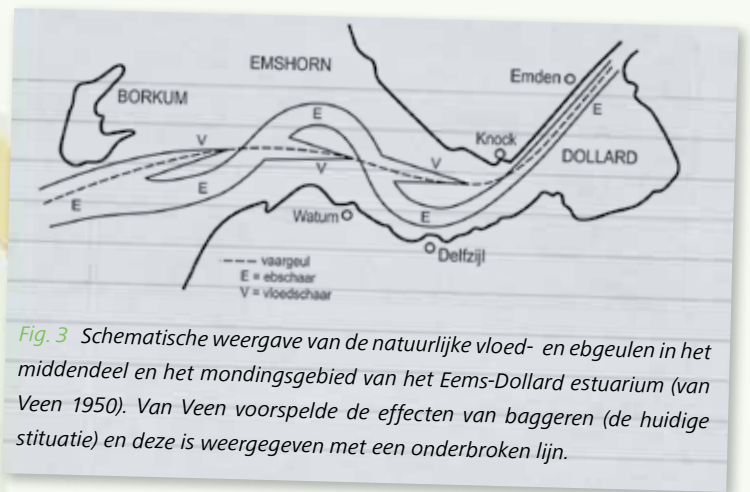 EMSHORN
BORKUM
Emden
E
E
V
Knock
V
V
DOLLARD
E
E
E
Watum
Delfzijl
---- vaargeul
E = ebschaar
V = vloedschaar
Fig. 3 Schematische weergave van de natuurlijke vloed- en ebgeulen in het
middendeel en het mondingsgebied van het Eems-Dollard estuarium (van
Veen 1950). Van Veen voorspelde de effecten van baggeren (de huidige
stituatie) en deze is weergegeven met een onderbroken lijn.